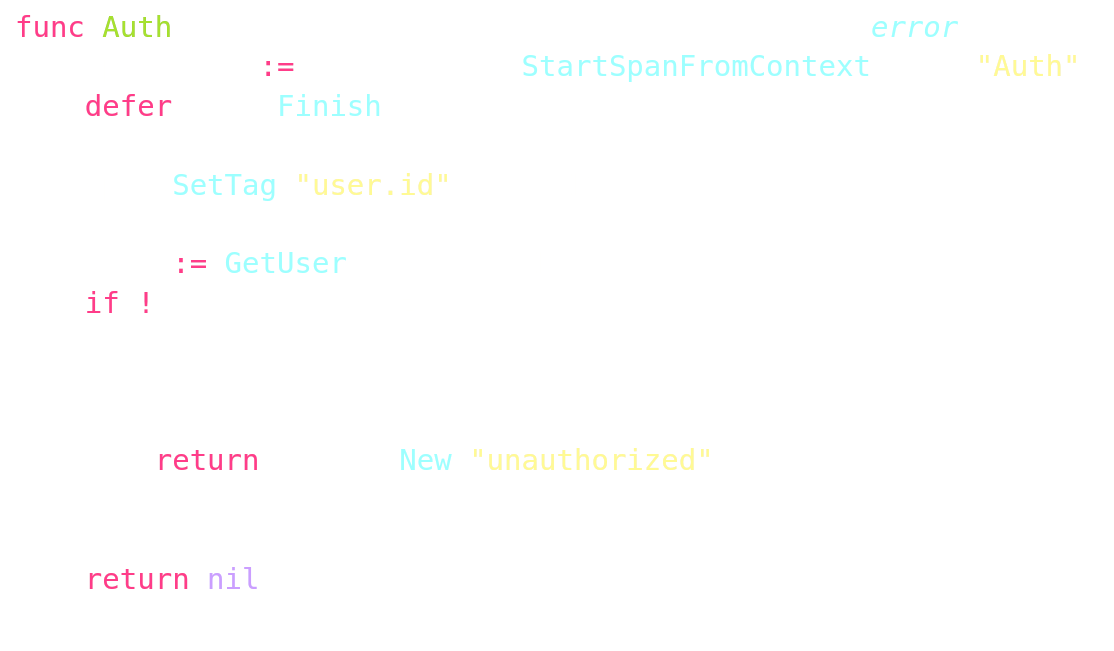 func Auth error
:= StartSpanFromContext "Auth"
defer Finish
SetTag "user.id"
:= GetUser
if !
return New "unauthorized"
return nil